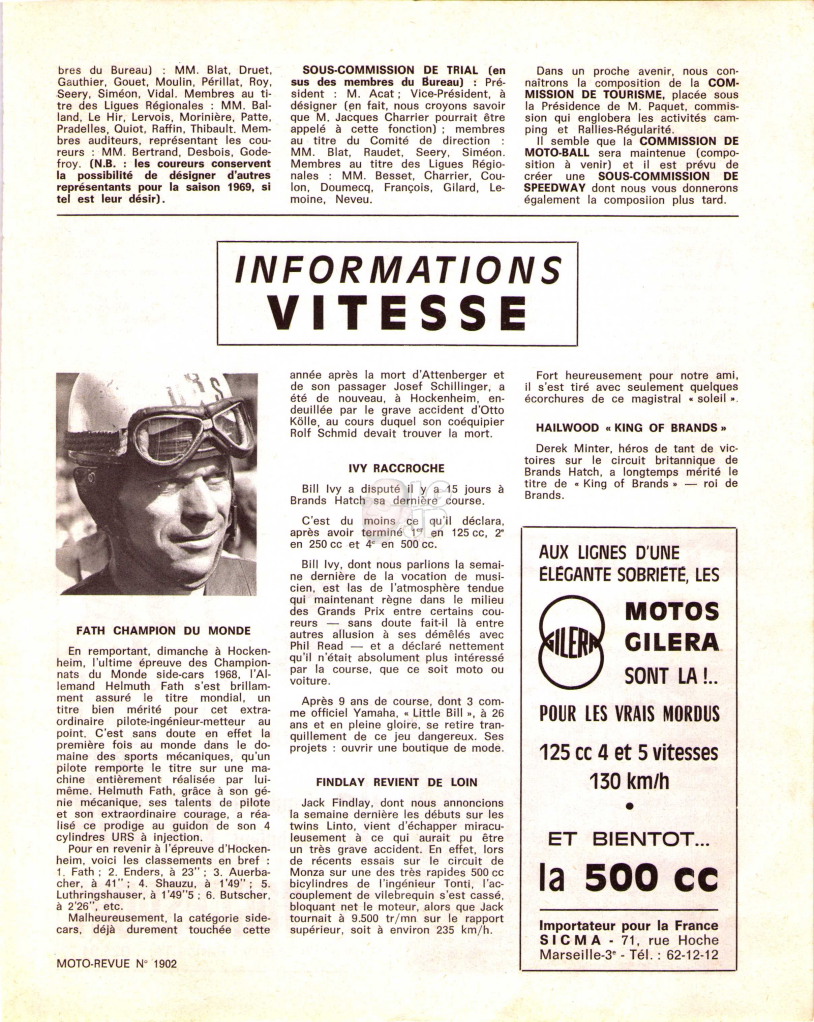 bres du Bureau) : MM. Blat, Druet,
Gauthier, Gouet, Moulin, Périllat, Roy,
Seery, Siméon, Vidal. Membres au ti-
tre des Ligues Régionales : MM. Bal-
land, Le Hir, Lervois, Morinière, Patte,
Pradelles, Quiot, Raffin, Thibault. Mem-
bres auditeurs, représentant les cou-
reurs : MM. Bertrand, Desbois, Gode-
froy. (N.B. : les coureurs conservent
la possibilité de désigner d'autres
représentants pour la saison 1969, si
tel est leur désir).
SOUS-COMMISSION DE TRIAL (en
sus des membres du Bureau) : Pré-
sident : M. Acat ; Vice-Président, à
désigner (en fait, nous croyons savoir
que M. Jacques Charrier pourrait être
appelé à cette fonction) ; membres
au titre du Comité de direction :
MM. Blat, Raudet, Seery, Siméon.
Membres au titre des Ligues Régio-
nales : MM. Besset, Charrier, Cou-
lon, Doumecq, François, Gilard, Le-
moine, Neveu.
Dans un proche avenir, nous con-
naîtrons la composition de la COM-
MISSION DE TOURISME, placée sous
la Présidence de M. Paquet, commis-
sion qui englobera les activités cam-
ping et Rallies-Régularité.
Il semble que la COMMISSION DE
MOTO-BALL sera maintenue (compo-
sition à venir) et il est prévu de
créer une SOUS-COMMISSION DE
SPEEDWAY dont nous vous donnerons
également la composiion plus tard.
INFORMATIONS
VITESSE
FATH CHAMPION DU MONDE
En remportant, dimanche à Hocken-
heim, l'ultime épreuve des Champion-
nats du Monde side-cars 1968, l'Al-
lemand Helmuth Fath s'est brillam-
ment assuré le titre mondial, un
titre bien mérité pour cet extra-
ordinaire pilote-ingénieur-metteur au
point. C'est sans doute en effet la
première fois au monde dans le do-
maine des sports mécaniques, qu'un
pilote remporte le titre sur une ma-
chine entièrement réalisée par lui-
même. Helmuth Fath, grâce à son gé-
nie mécanique, ses talents de pilote
et son extraordinaire courage, a réa-
lisé ce prodige au guidon de son 4
cylindres URS à injection.
Pour en revenir à l'épreuve d'Hocken-
heim, voici les classements en bref :
1. Fath ; 2. Enders, à 23" ; 3. Auerba-
cher, à 41" ; 4. Shauzu, à 1'49" ; 5.
Luthringshauser, à 1'49"5 ; 6. Butscher,
à 2'26", etc.
Malheureusement, la catégorie side-
cars, déjà durement touchée cette
année après la mort d'Attenberger et
de son passager Josef Schillinger, a
été de nouveau, à Hockenheim, en-
deuillée par le grave accident d'Otto
Kölle, au cours duquel son coéquipier
Rolf Schmid devait trouver la mort.
IVY RACCROCHE
Bill Ivy a disputé il y a 15 jours à
Brands Hatch sa dernière course.
C'est du moins ce qu'il déclara,
après avoir terminé 1er en 125 cc, 2e
en 250 cc et 4e en 500 cc.
Bill Ivy, dont nous parlions la semai-
ne dernière de la vocation de musi-
cien, est las de l'atmosphère tendue
qui maintenant règne dans le milieu
des Grands Prix entre certains cou-
reurs — sans doute fait-il là entre
autres allusion à ses démêlés avec
Phil Read — et a déclaré nettement
qu'il n'était absolument plus intéressé
par la course, que ce soit moto ou
voiture.
Après 9 ans de course, dont 3 com-
me officiel Yamaha, « Little Bill », à 26
ans et en pleine gloire, se retire tran-
quillement de ce jeu dangereux. Ses
projets : ouvrir une boutique de mode.
FINDLAY REVIENT DE LOIN
Jack Findlay, dont nous annoncions
la semaine dernière les débuts sur les
twins Linto, vient d'échapper miracu-
leusement à ce qui aurait pu être
un très grave accident. En effet, lors
de récents essais sur le circuit de
Monza sur une des très rapides 500 cc
bicylindres de l'ingénieur Tonti, l'ac-
couplement de vilebrequin s'est cassé,
bloquant net le moteur, alors que Jack
tournait à 9.500 tr/mn sur le rapport
supérieur, soit à environ 235 km/h.
Fort heureusement pour notre ami,
il s'est tiré avec seulement quelques
écorchures de ce magistral « soleil ».
HAILWOOD « KING OF BRANDS »
Derek Minter, héros de tant de vic-
toires sur le circuit britannique de
Brands Hatch, a longtemps mérité le
titre de « King of Brands » — roi de
Brands.
AUX LIGNES D'UNE
ÉLÉGANTE SOBRIÉTÉ, LES
GILERA
MOTOS
GILERA
SONT LA !..
POUR LES VRAIS MORDUS
125 cc 4 et 5 vitesses
130 km/h
•
ET BIENTOT...
la 500 cc
Importateur pour la France
SICMA - 71, rue Hoche
Marseille-3e - Tél. : 62-12-12
MOTO-REVUE N° 1902